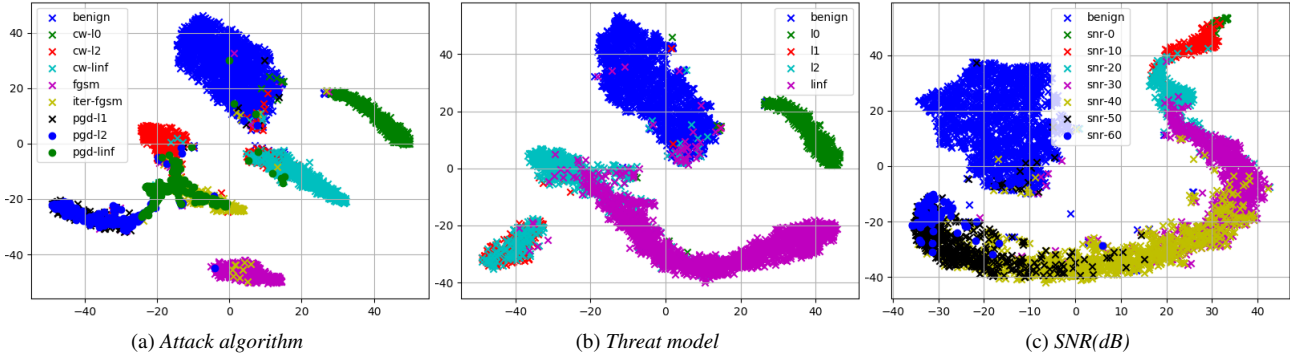 benign
cw-l0
cw-l2
cw-linf
fgsm
iter-fgsm
pgd-l1
pgd-l2
pgd-linf
40
20
0
−20
−40
−40
−20
0
20
40
(a) Attack algorithm
benign
l0
l1
l2
linf
40
20
0
−20
−40
−40
−20
0
20
40
(b) Threat model
benign
snr-0
snr-10
snr-20
snr-30
snr-40
snr-50
snr-60
40
20
0
−20
−40
−40
−30
−20
−10
0
10
20
30
40
(c) SNR(dB)